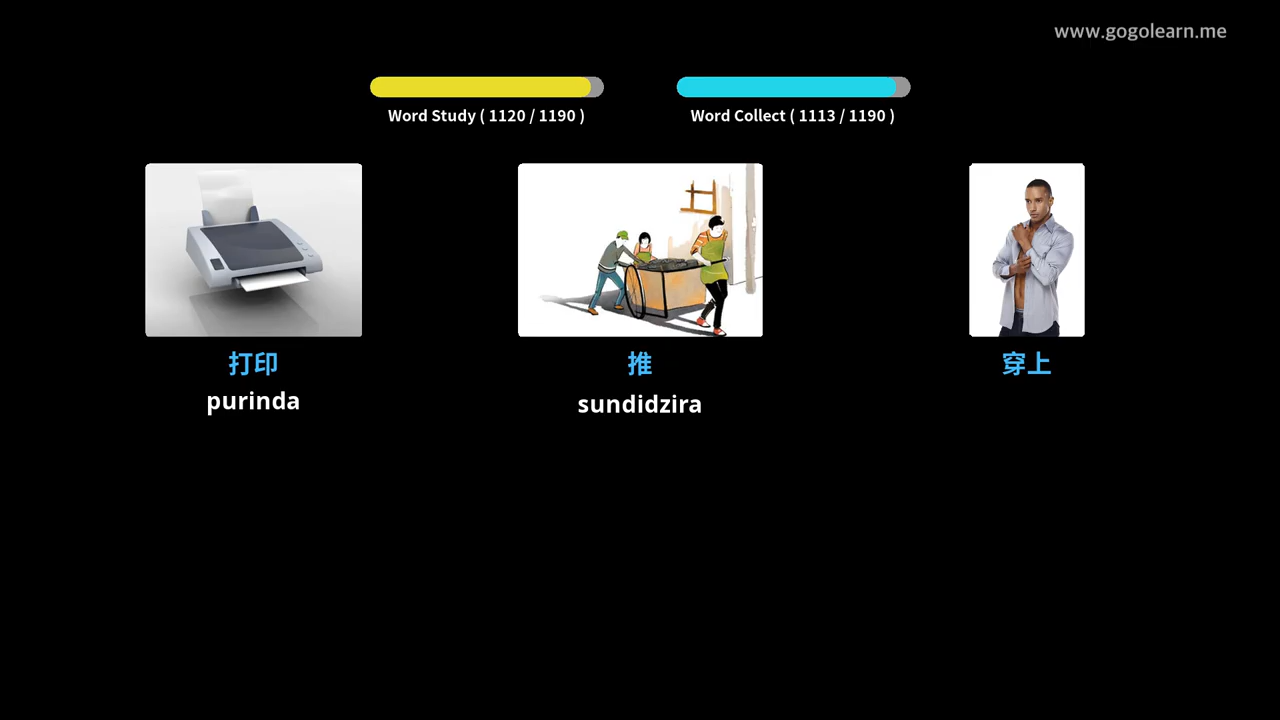 www.gogolearn.me
Word Study ( 1120 / 1190 )
Word Collect ( 1113 / 1190 )
打印
推
穿上
purinda
sundidzira